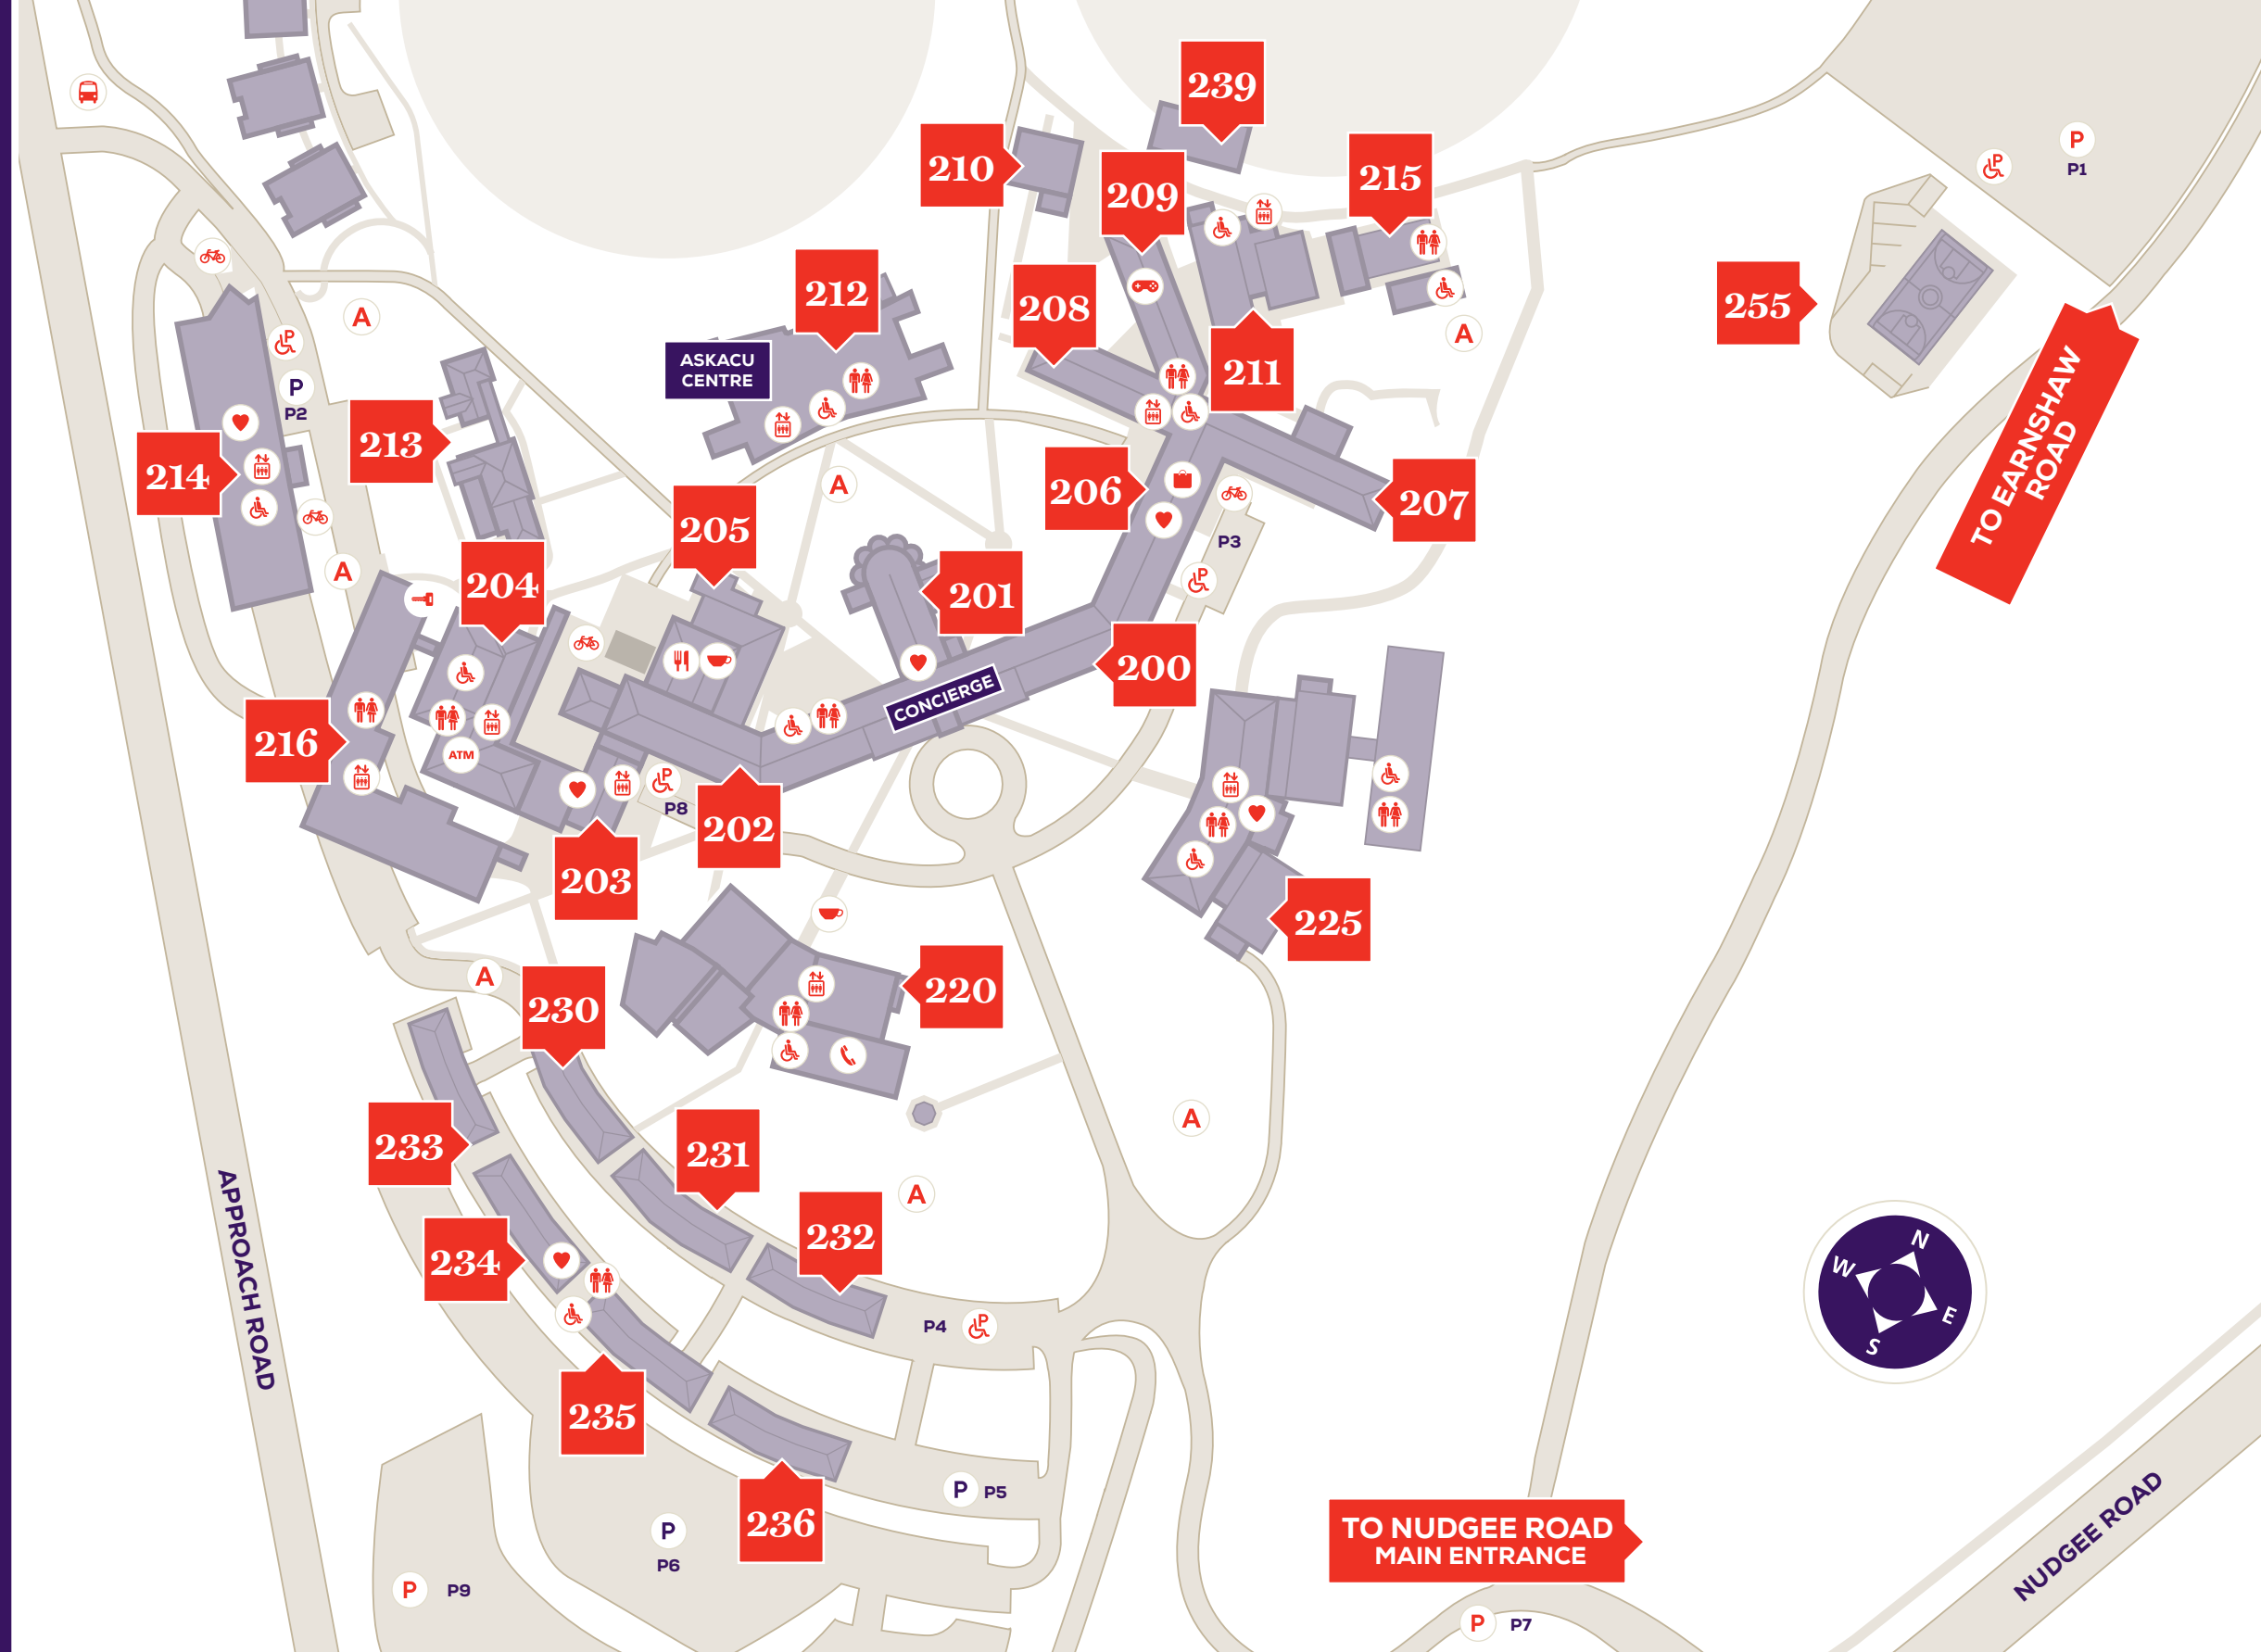 239
210
209
P
P1
215
212
255
208
A
ASKACU
CENTRE
211
A
P
P2
213
214
TO EARNSHAW
ROAD
206
207
A
205
P3
A
204
201
200
CONCIERGE
216
ATM
P8
202
203
225
A
220
230
A
233
231
A
232
234
APPROACH ROAD
N
W
E
S
P4
235
P
P5
236
P
P6
TO NUDGEE ROAD
MAIN ENTRANCE
NUDGEE ROAD
P
P9
P
P7